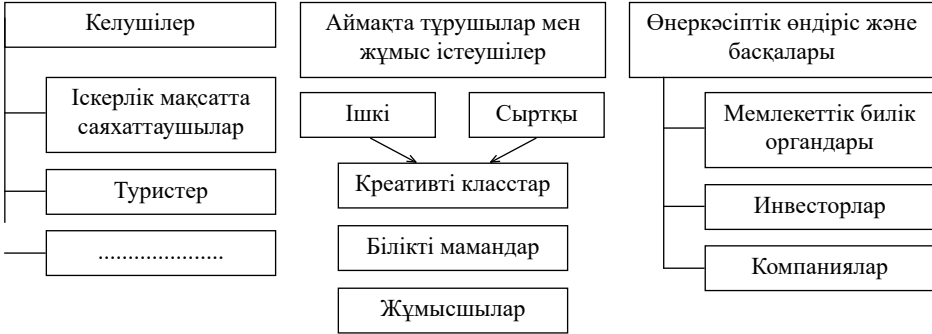 Келушілер
Іскерлік мақсатта
саяхаттаушылар
Туристер
.....................
Аймақта тұрушылар мен
жұмыс істеушілер
Ішкі
Сыртқы
Креативті класстар
Білікті мамандар
Жұмысшылар
Өнеркәсіптік өндіріс және
басқалары
Мемлекеттік билік
органдары
Инвесторлар
Компаниялар